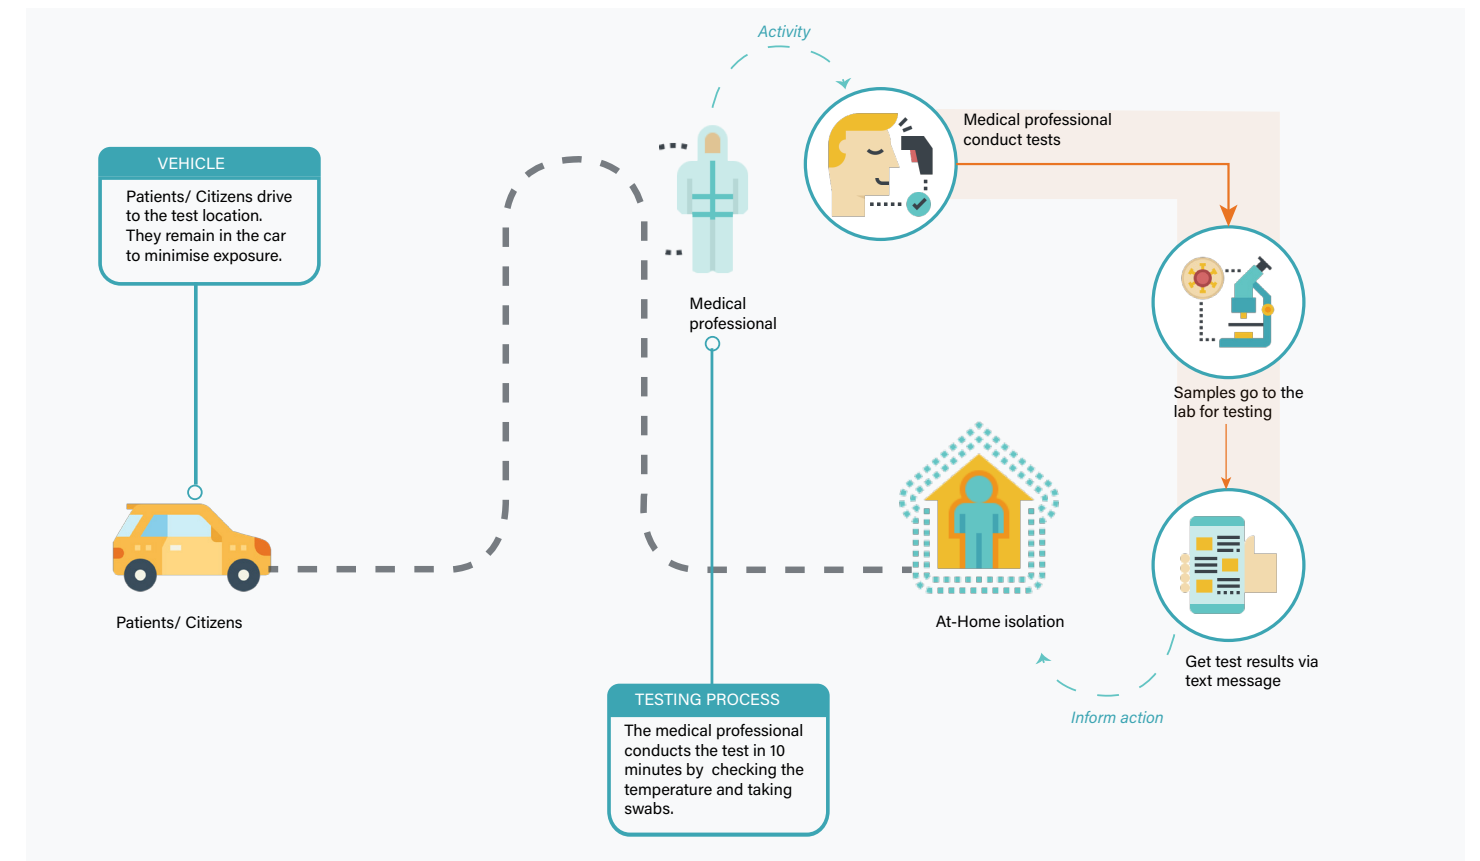 Activity
Medical professional
conduct tests
VEHICLE
Patients/ Citizens drive
to the test location.
They remain in the car
to minimise exposure.
Medical
professional
Samples go to the
lab for testing
Patients/ Citizens
At-Home isolation
Get test results via
text message
Inform action
TESTING PROCESS
The medical professional
conducts the test in 10
minutes by checking the
temperature and taking
swabs.